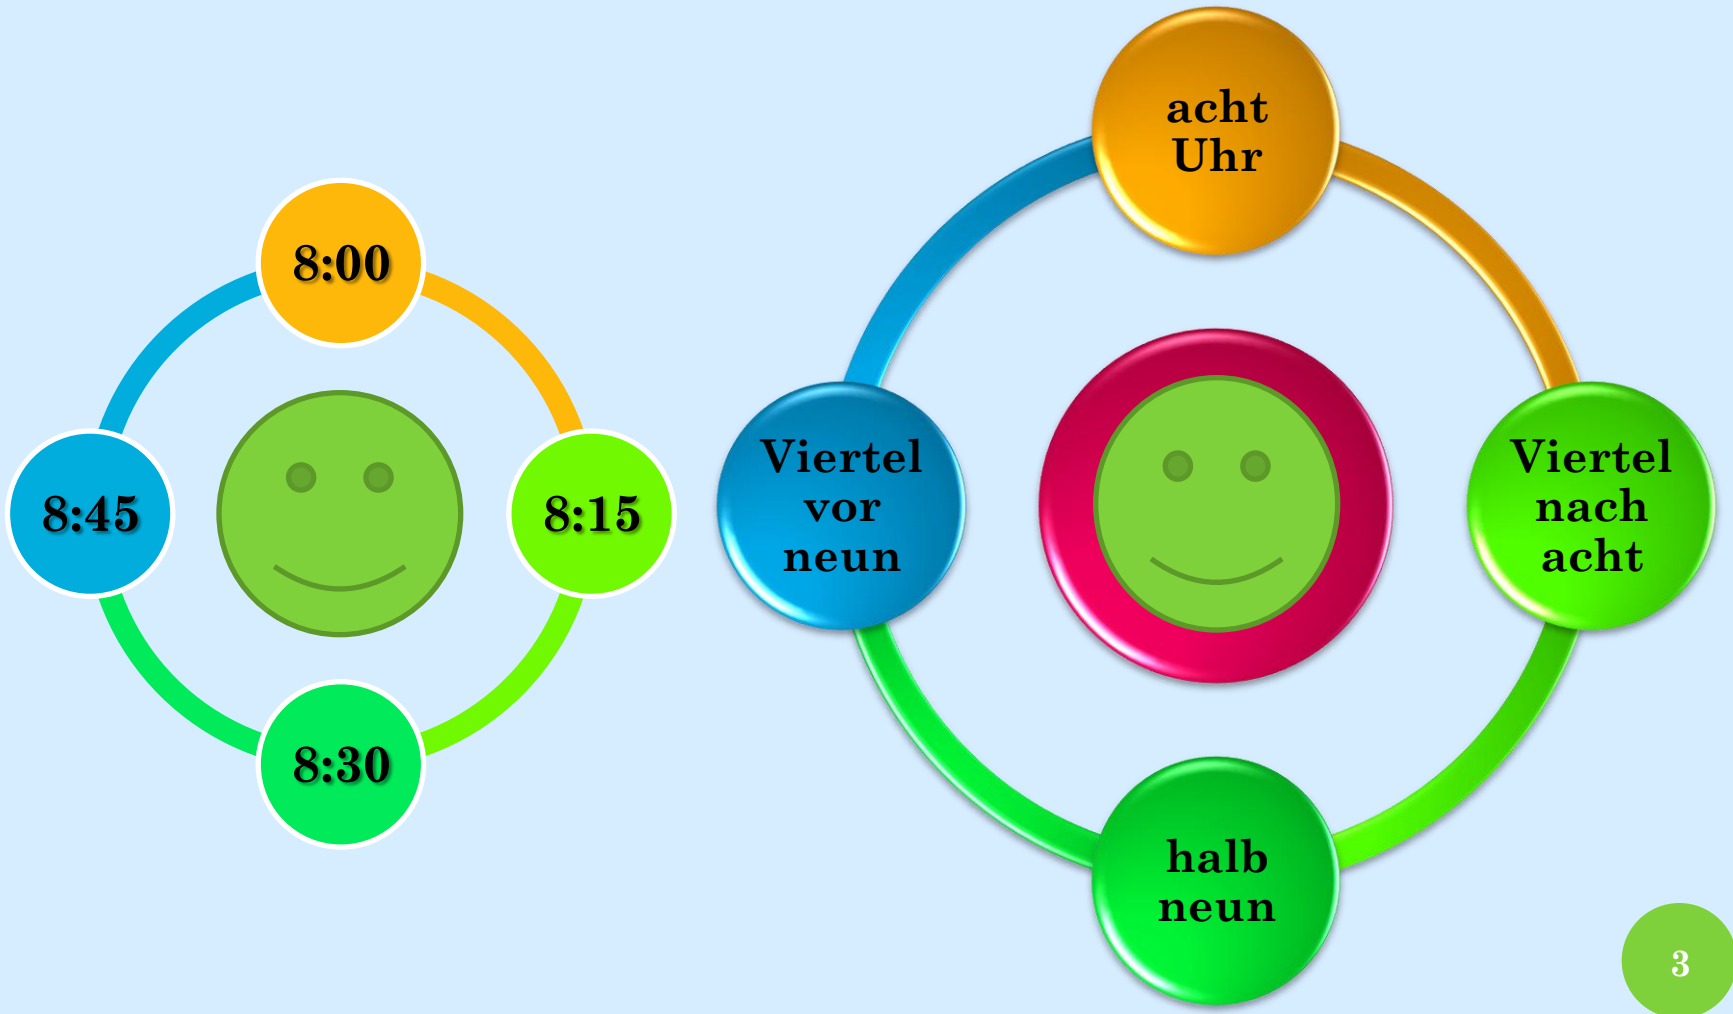 8:00
8:45
8:15
8:30
acht
Uhr
Viertel
vor
neun
Viertel
nach
acht
halb
neun
3